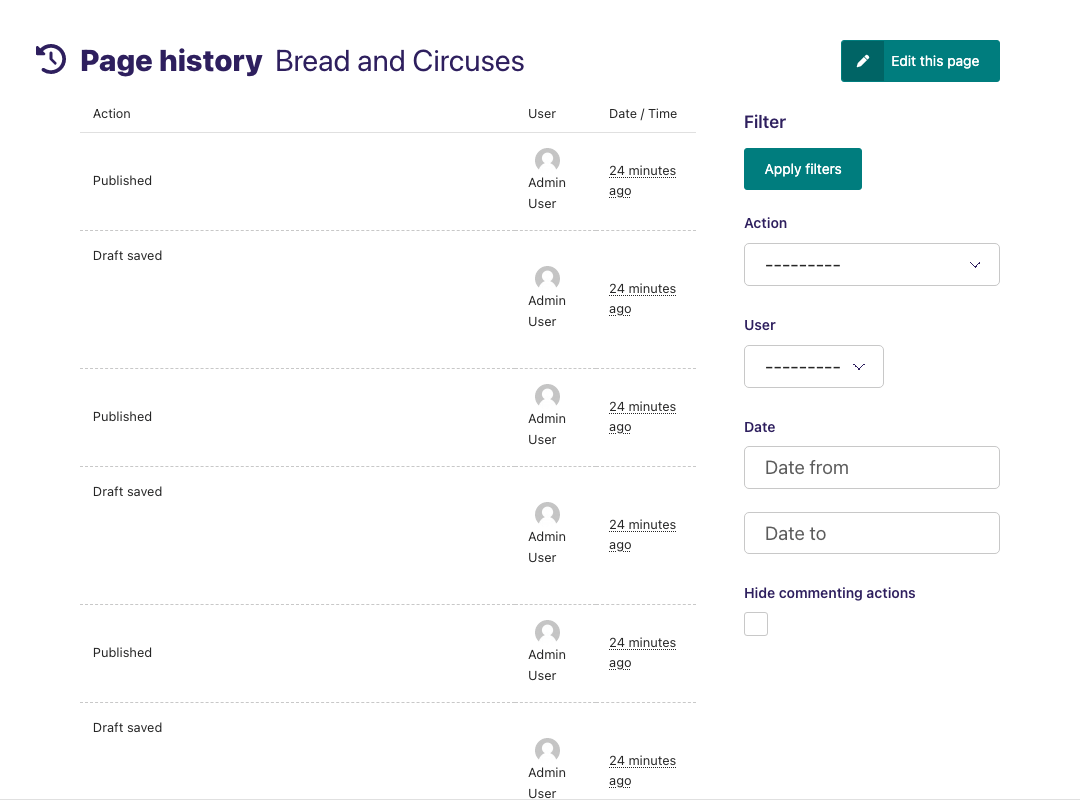 Page history Bread and Circuses
Edit this page
Action User Date / Time
Published
Admin
User
24 minutes
ago
Draft saved
Admin
User
24 minutes
ago
Published
Admin
User
24 minutes
ago
Draft saved
Admin
User
24 minutes
ago
Published
Admin
User
24 minutes
ago
Draft saved
Admin
User
24 minutes
ago
Filter
Apply filters
Action
---------
User
---------
Date
Date from
Date to
Hide commenting actions